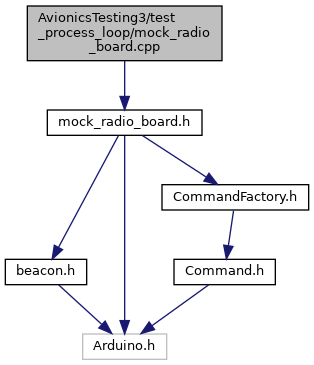 AvionicsTesting3/test
_process_loop/mock_radio
_board.cpp
mock_radio_board.h
CommandFactory.h
beacon.h
Command.h
Arduino.h